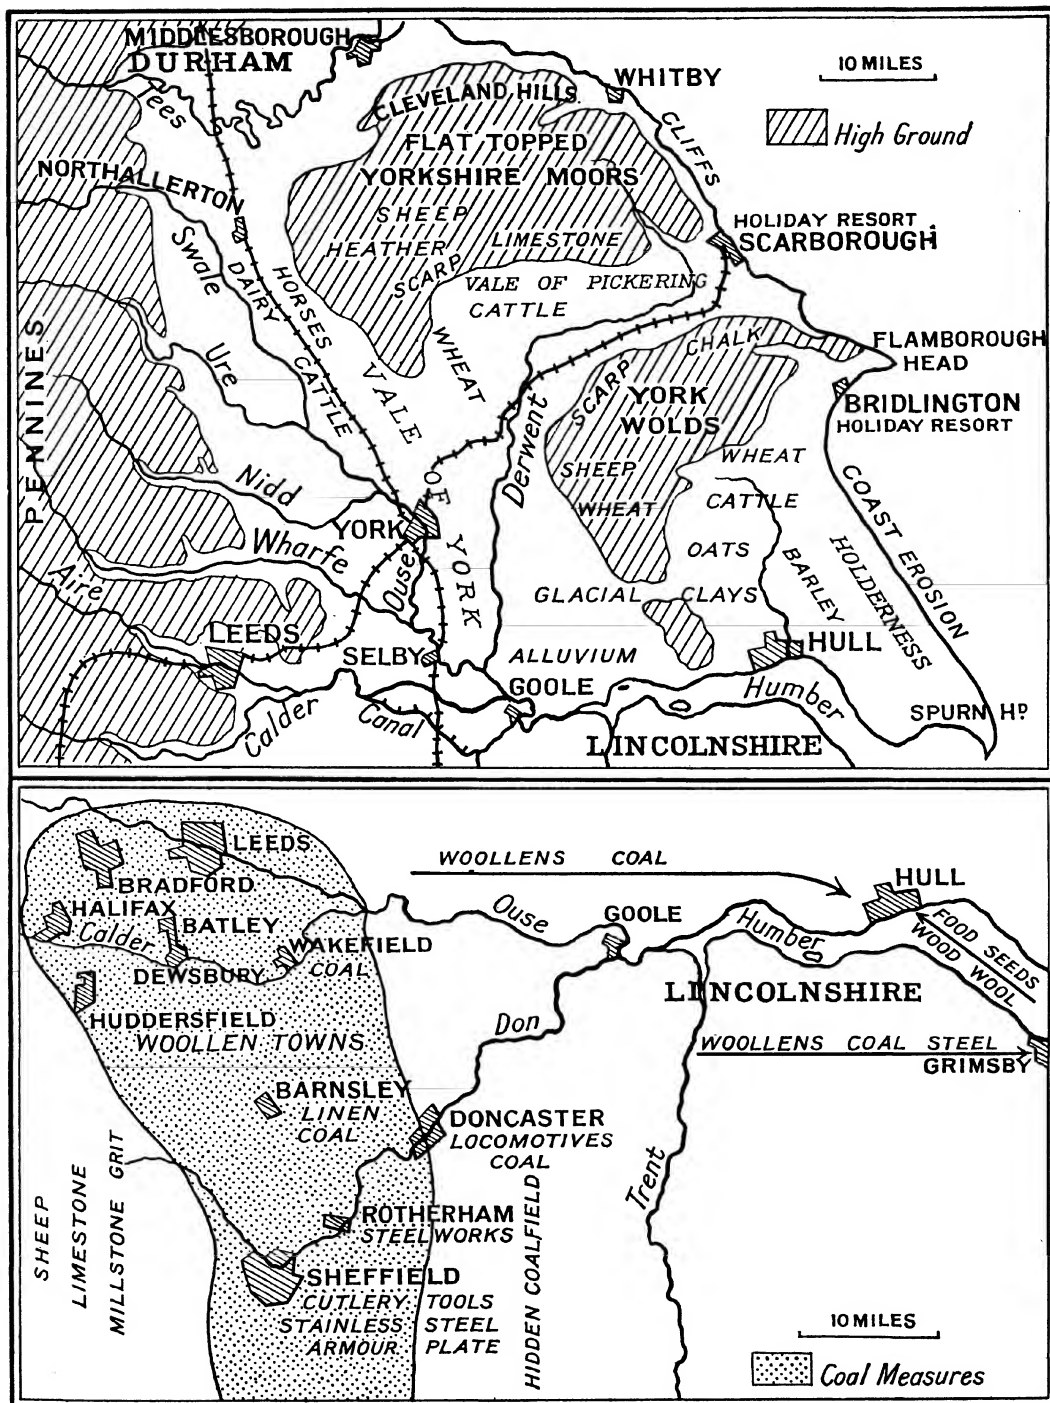 MIDDLESBOROUGH
DURHAM
Tees
CLEVELAND HILLS
WHITBY
CLIFFS
10 MILES
High Ground
FLAT TOPPED
YORKSHIRE MOORS
NORTHALLERTON
SHEEP
HEATHER
LIMESTONE
SCARP
HOLIDAY RESORT
SCARBOROUGH
VALE OF PICKERING
CATTLE
Swale
DAIRY
CATTLE
HORSES
WHEAT
VALE OF YORK
Ure
PENNINES
CHALK
SCARP
FLAMBOROUGH
HEAD
YORK
WOLDS
BRIDLINGTON
HOLIDAY RESORT
Derwent
SHEEP
WHEAT
WHEAT
CATTLE
OATS
BARLEY
HOLDERNESS
COAST EROSION
Nidd
YORK
Wharfe
Ouse
Aire
GLACIAL CLAYS
LEEDS
SELBY
ALLUVIUM
HULL
GOOLE
Humber
Calder
Canal
SPURN HD.
LINCOLNSHIRE
LEEDS
BRADFORD
HALIFAX
BATLEY
Calder
DEWSBURY
WAKEFIELD
COAL
HUDDERSFIELD
WOOLLEN TOWNS
WOOLLENS COAL
HULL
Ouse
GOOLE
Humber
FOOD SEEDS
WOOD WOOL
LINCOLNSHIRE
Don
WOOLLENS COAL STEEL
GRIMSBY
BARNSLEY
LINEN
COAL
DONCASTER
LOCOMOTIVES
COAL
SHEEP
LIMESTONE
MILLSTONE GRIT
Trent
ROTHERHAM
STEELWORKS
SHEFFIELD
CUTLERY TOOLS
STAINLESS STEEL
ARMOUR PLATE
HIDDEN COALFIELD
10 MILES
Coal Measures